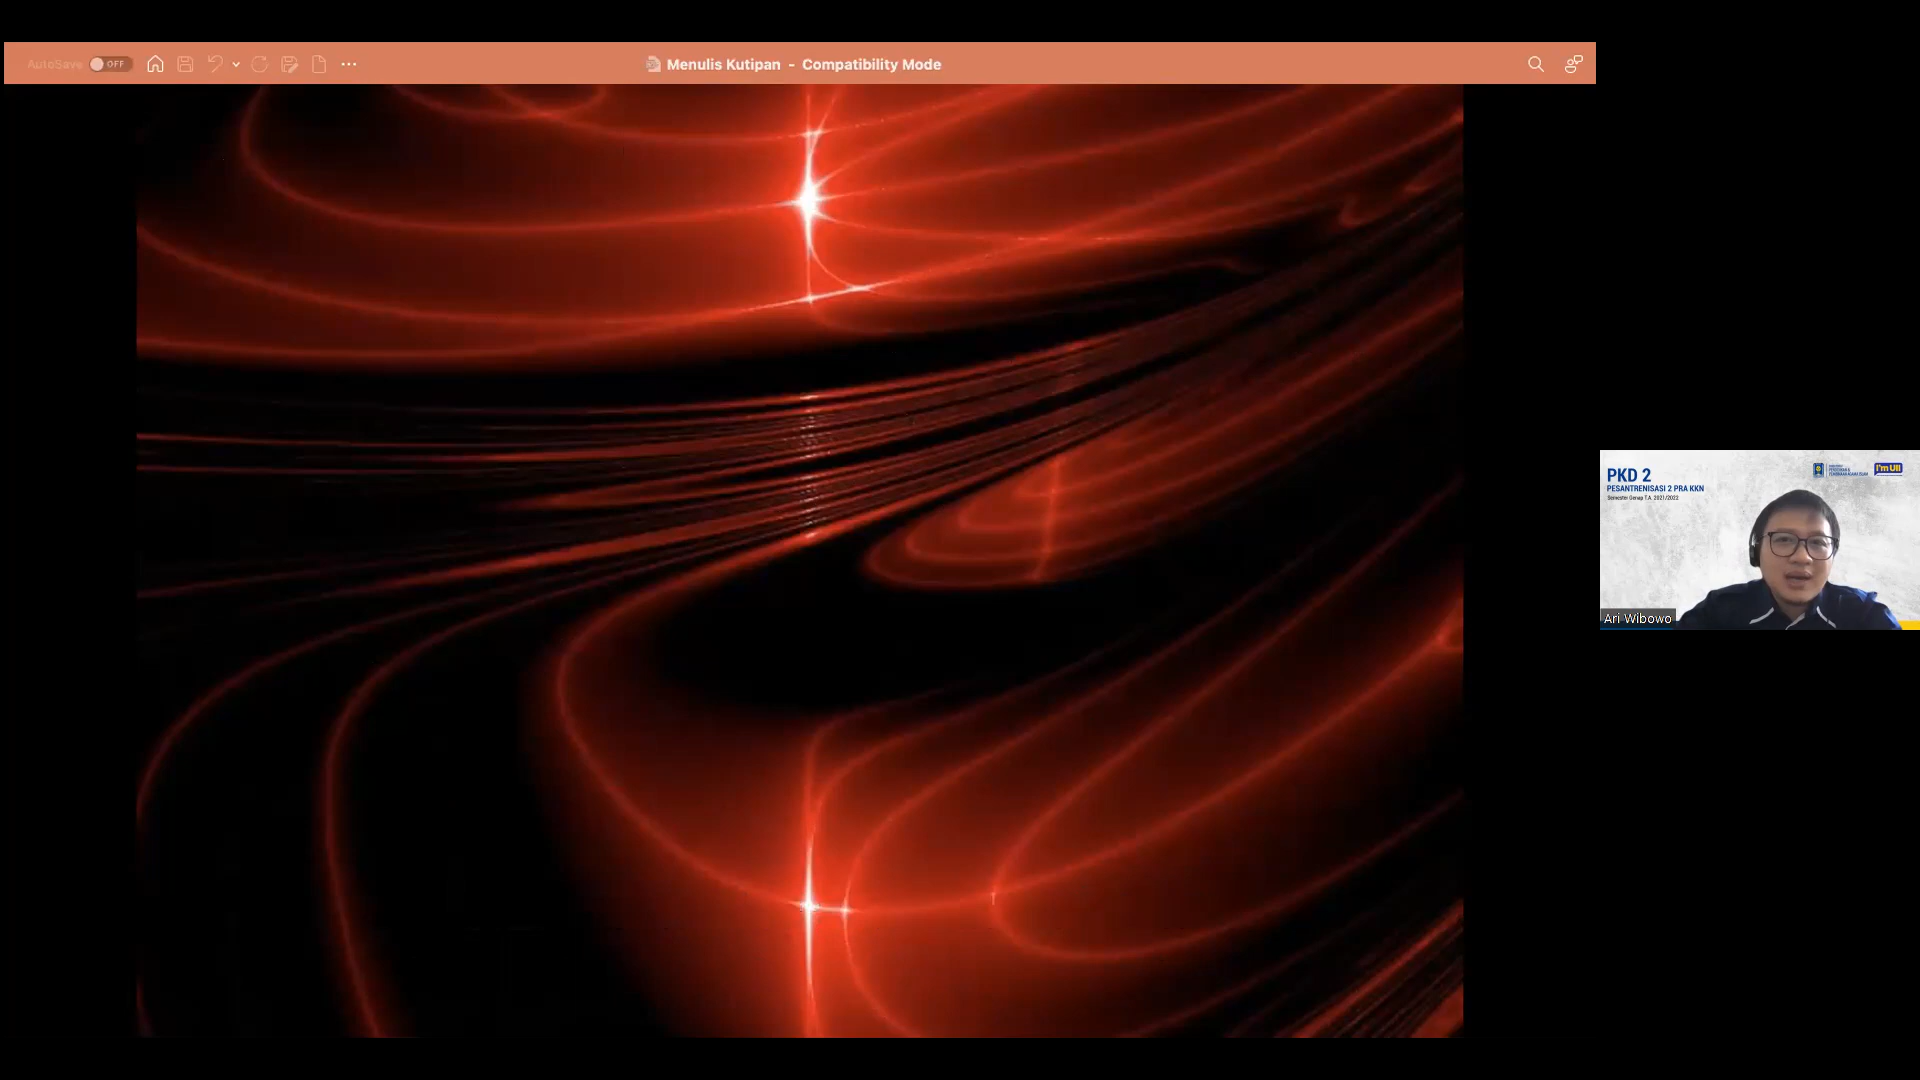 AutoSave OFF
Menulis Kutipan - Compatibility Mode
PKD 2
PESANTRENISASI 2 PRA KKN
Semester Genap T.A. 2021/2022
I'm UII
Ari Wibowo